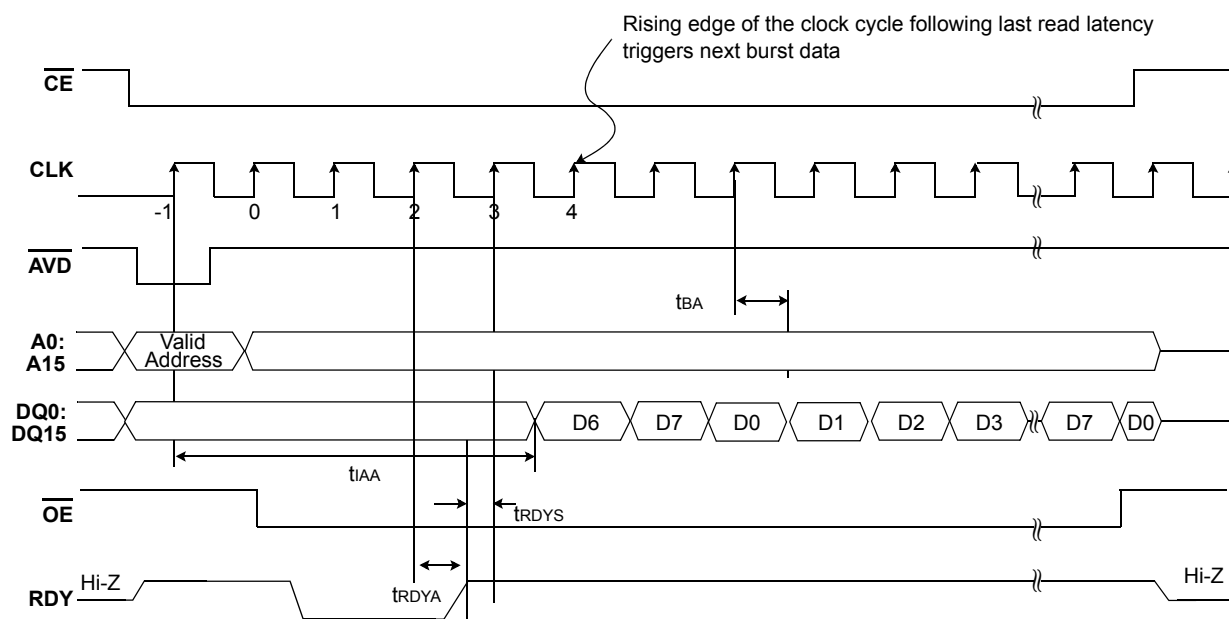 Rising edge of the clock cycle following last read latency
triggers next burst data
CE
CLK
-1 0 1 2 3 4
AVD
tBA
A0:
A15
Valid
Address
DQ0:
DQ15
D6 D7 D0 D1 D2 D3 D7 D0
tIAA
OE
tRDYS
Hi-Z
RDY
tRDYA
Hi-Z